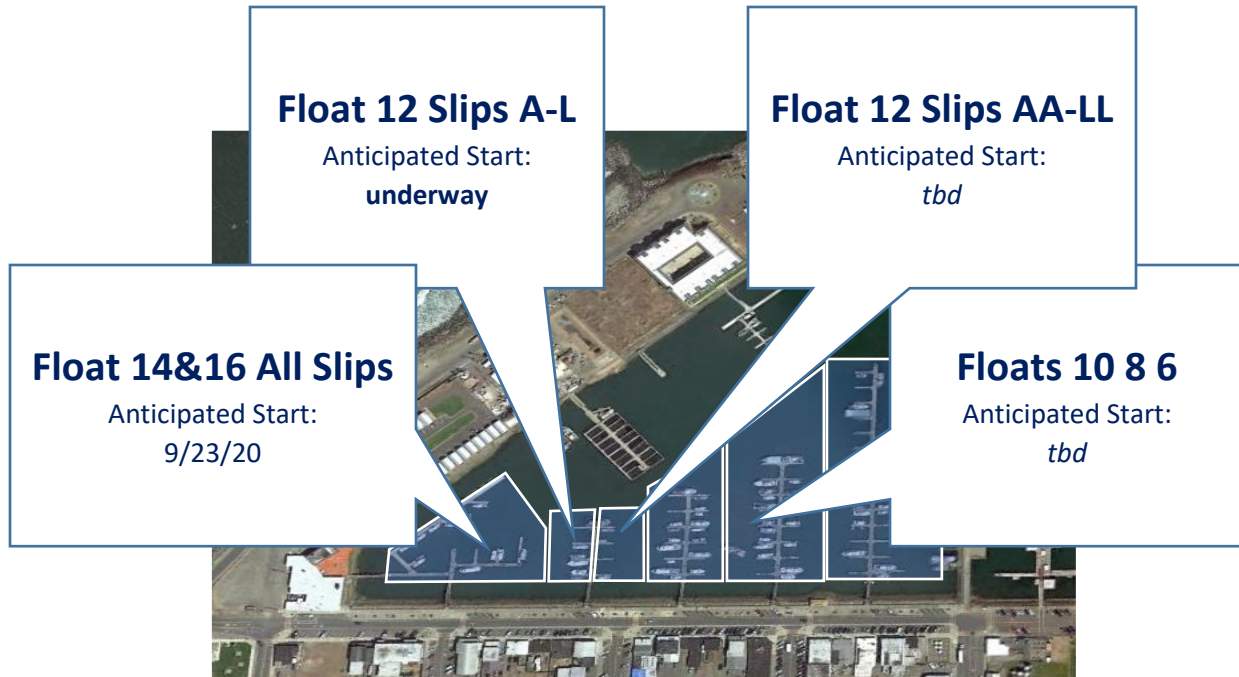 Float 12 Slips A-L
Anticipated Start:
underway
Float 12 Slips AA-LL
Anticipated Start:
tbd
Float 14&16 All Slips
Anticipated Start:
9/23/20
Floats 10 8 6
Anticipated Start:
tbd